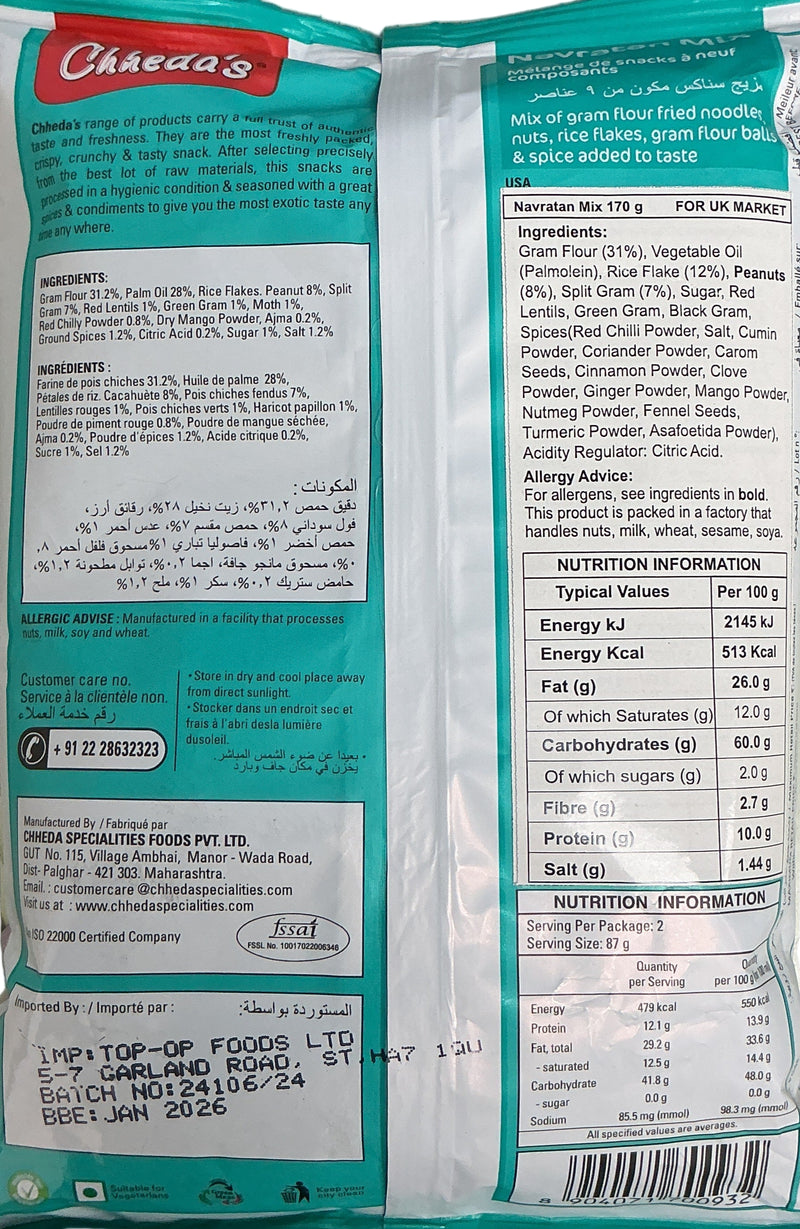 Chheda's
Chheda's range of products carry a full trust of authentic
taste and freshness. They are the most freshly packed,
crispy, crunchy & tasty snack. After selecting precisely
from the best lot of raw materials, this snacks are
processed in a hygienic condition & seasoned with a great
spices & condiments to give you the most exotic taste any
time any where.
INGREDIENTS:
Gram Flour 31.2%, Palm Oil 28%, Rice Flakes. Peanut 8%, Split
Gram 7%, Red Lentils 1%, Green Gram 1%, Moth 1%,
Red Chilly Powder 0.8%, Dry Mango Powder, Ajma 0.2%,
Ground Spices 1.2%, Citric Acid 0.2%, Sugar 1%, Salt 1.2%
INGRÉDIENTS :
Farine de pois chiches 31.2%, Huile de palme 28%,
Pétales de riz. Cacahuète 8%, Pois chiches fendus 7%,
Lentilles rouges 1%, Pois chiches verts 1%, Haricot papillon 1%,
Poudre de piment rouge 0.8%, Poudre de mangue séchée,
Ajma 0.2%, Poudre d'épices 1.2%, Acide citrique 0.2%,
Sucre 1%, Sel 1.2%
المكونات :
دقيق حمص ٣١,٢%، زيت نخيل ٢٨%، رقائق أرز،
فول سوداني ٨%، حمص مقسم ٧%، عدس أحمر ١%،
حمص أخضر ١%، فاصوليا تباري ١% مسحوق فلفل أحمر ٨,
٠%، مسحوق مانجو جافة، اجما ٠,٢%، توابل مطحونة ١,٢%،
حامض ستريك ٠,٢%، سكر ١%، ملح ١,٢%
ALLERGIC ADVISE : Manufactured in a facility that processes
nuts, milk, soy and wheat.
Customer care no.
Service à la clientèle non.
رقم خدمة العملاء
+ 91 22 28632323
• Store in dry and cool place away
from direct sunlight.
• Stocker dans un endroit sec et
frais à l'abri desla lumière
dusoleil.
• بعيدا عن ضوء الشمس المباشر.
يخزن في مكان جاف وبارد
Manufactured By / Fabriqué par
CHHEDA SPECIALITIES FOODS PVT. LTD.
GUT No. 115, Village Ambhai, Manor - Wada Road,
Dist- Palghar - 421 303. Maharashtra.
Email. : customercare @chhedaspecialities.com
Visit us at : www.chhedaspecialities.com
ISO 22000 Certified Company
fssai
FSSL No. 10017022006346
Imported By : / Importé par :
المستوردة بواسطة:
IMP: TOP-OP FOODS LTD
5-7 GARLAND ROAD, ST, HA7 1QU
BATCH NO: 24106/24
BBE: JAN 2026
Suitable for
Vegetarians
Keep your
city clean
Navratan Mix
Mélange de snacks à neuf
composants
مزيج سناكس مكون من ٩ عناصر
Mix of gram flour fried noodles,
nuts, rice flakes, gram flour balls
& spice added to taste
USA
Navratan Mix 170 g FOR UK MARKET
Ingredients:
Gram Flour (31%), Vegetable Oil
(Palmolein), Rice Flake (12%), Peanuts
(8%), Split Gram (7%), Sugar, Red
Lentils, Green Gram, Black Gram,
Spices(Red Chilli Powder, Salt, Cumin
Powder, Coriander Powder, Carom
Seeds, Cinnamon Powder, Clove
Powder, Ginger Powder, Mango Powder,
Nutmeg Powder, Fennel Seeds,
Turmeric Powder, Asafoetida Powder),
Acidity Regulator: Citric Acid.
Allergy Advice:
For allergens, see ingredients in bold.
This product is packed in a factory that
handles nuts, milk, wheat, sesame, soya.
NUTRITION INFORMATION
Typical Values Per 100 g
Energy kJ 2145 kJ
Energy Kcal 513 Kcal
Fat (g) 26.0 g
Of which Saturates (g) 12.0 g
Carbohydrates (g) 60.0 g
Of which sugars (g) 2.0 g
Fibre (g) 2.7 g
Protein (g) 10.0 g
Salt (g) 1.44 g
NUTRITION INFORMATION
Serving Per Package: 2
Serving Size: 87 g
Quantity
per Serving
per 100 g
Energy 479 kcal 550 kcal
Protein 12.1 g 13.9 g
Fat, total 29.2 g 33.6 g
- saturated 12.5 g 14.4 g
Carbohydrate 41.8 g 48.0 g
- sugar 0.0 g 0.0 g
Sodium 85.5 mg (mmol) 98.3 mg (mmol)
All specified values are averages.
Meilleur avant
Emballé sur